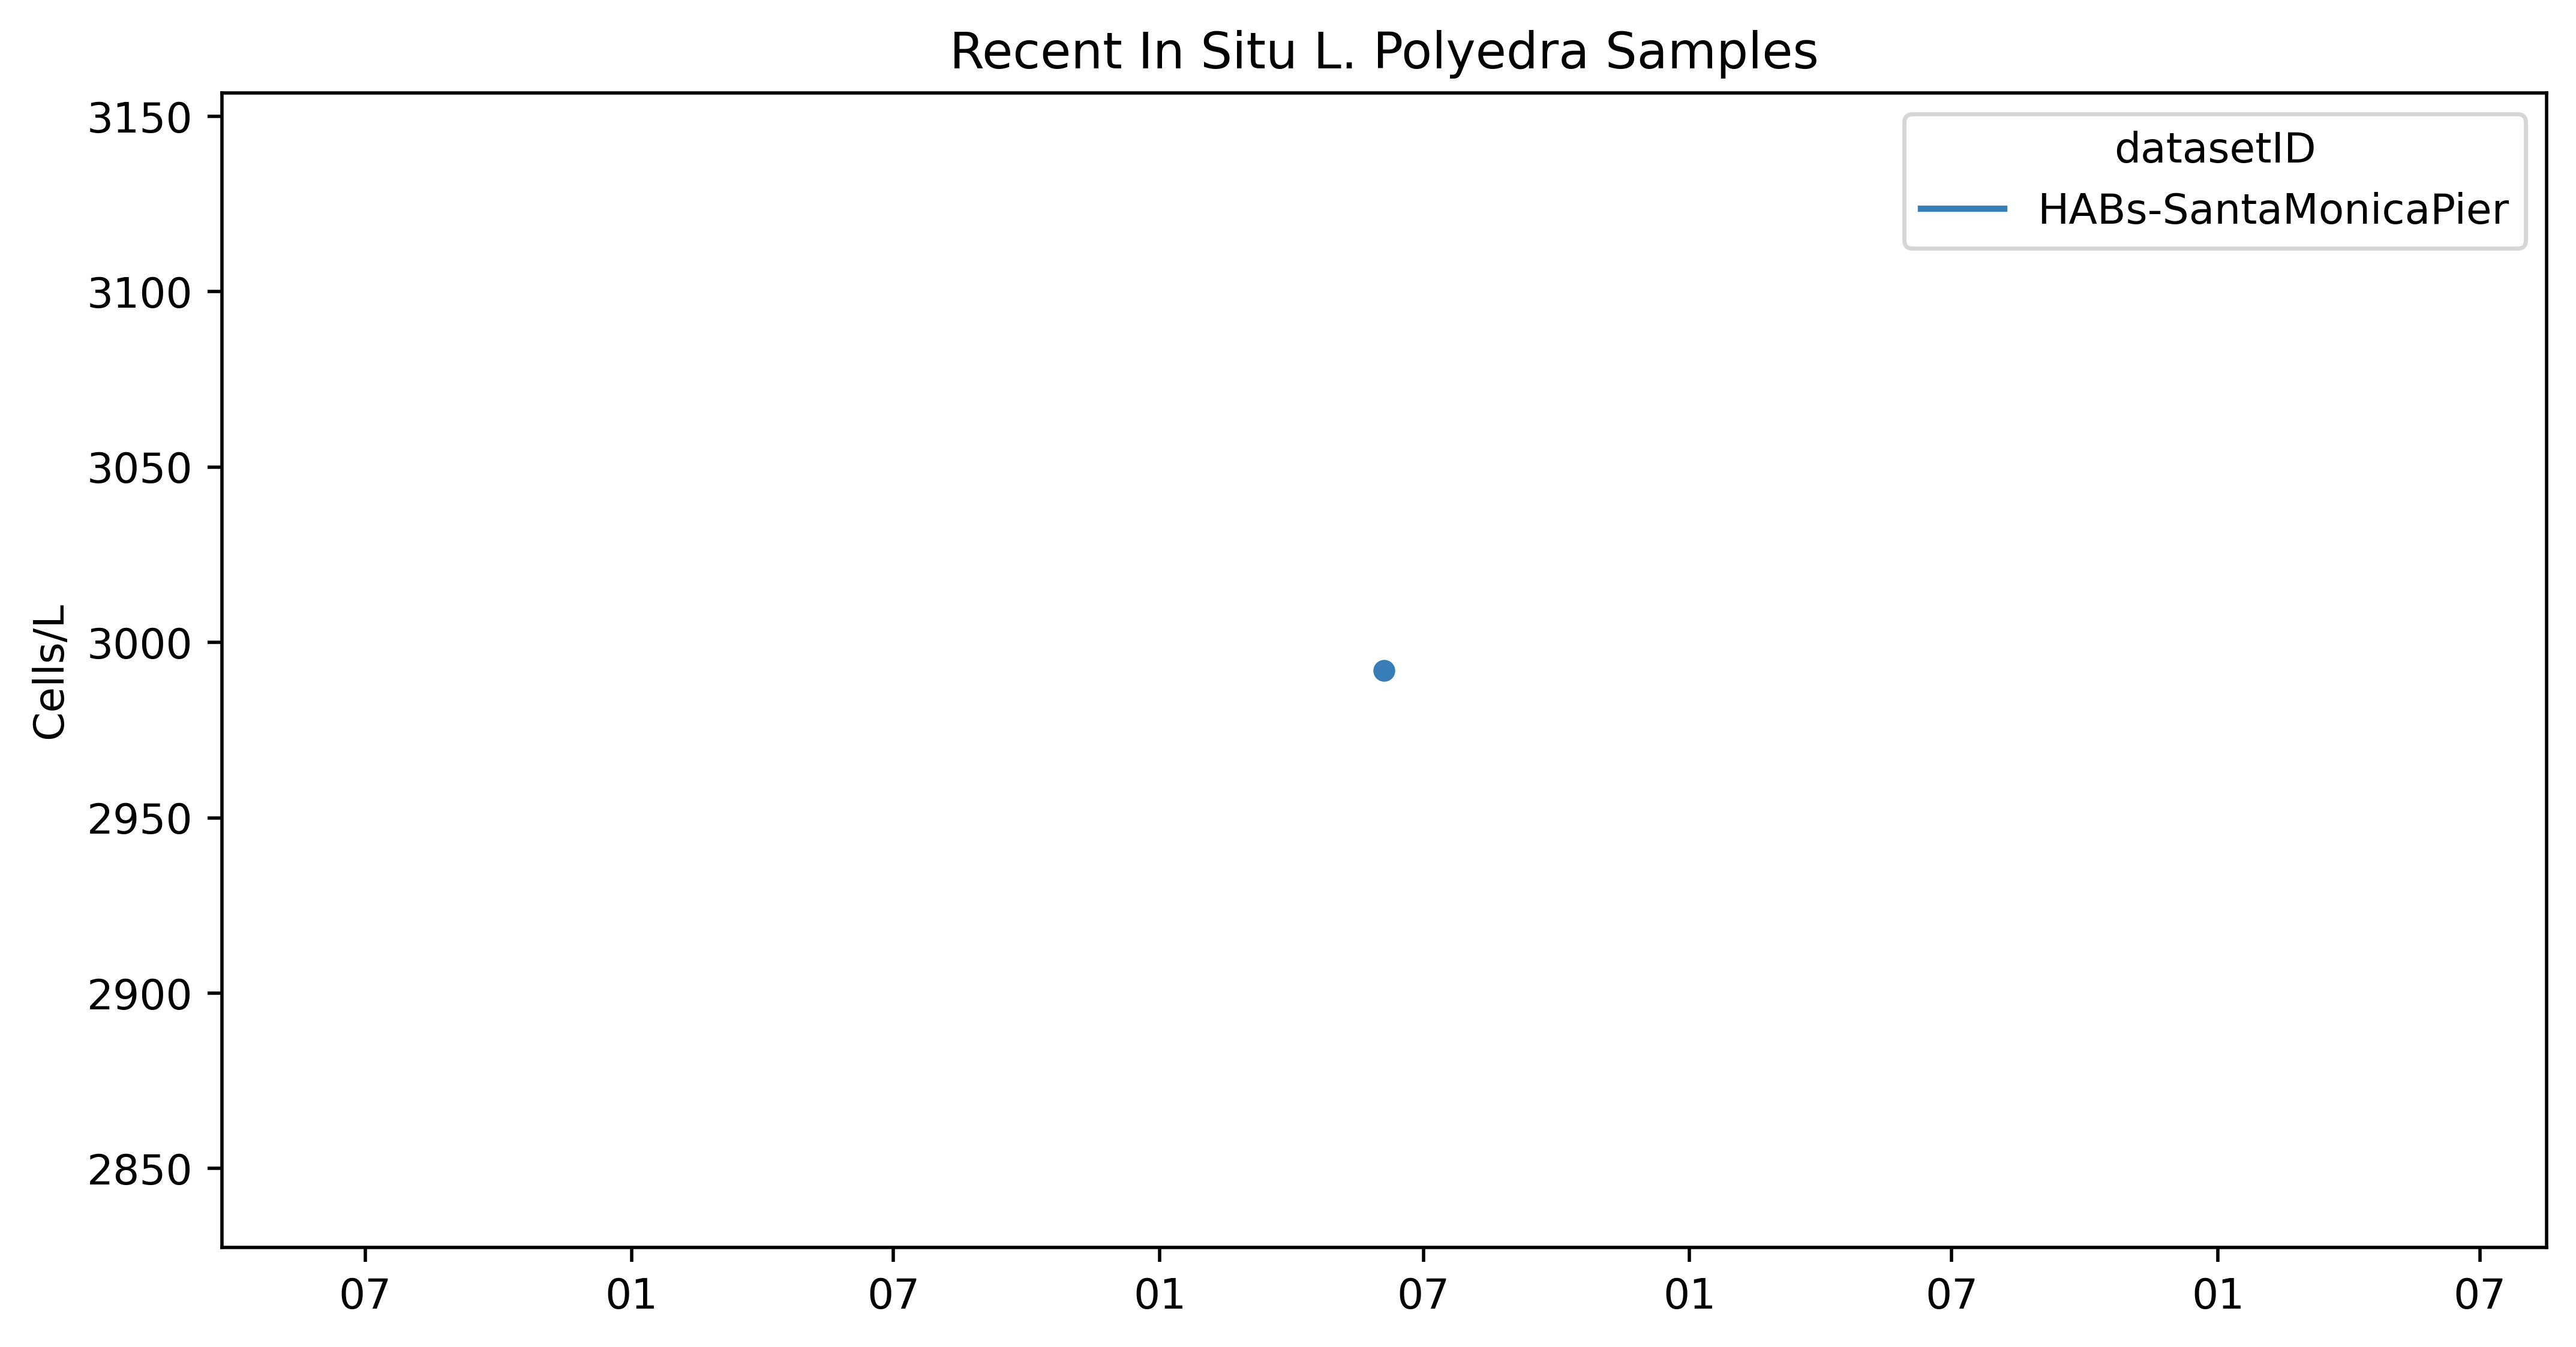 Recent In Situ L. Polyedra Samples
datasetID
HABs-SantaMonicaPier
3150
3100
3050
3000
2950
2900
2850
Cells/L
07 01 07 01 07 01 07 01 07